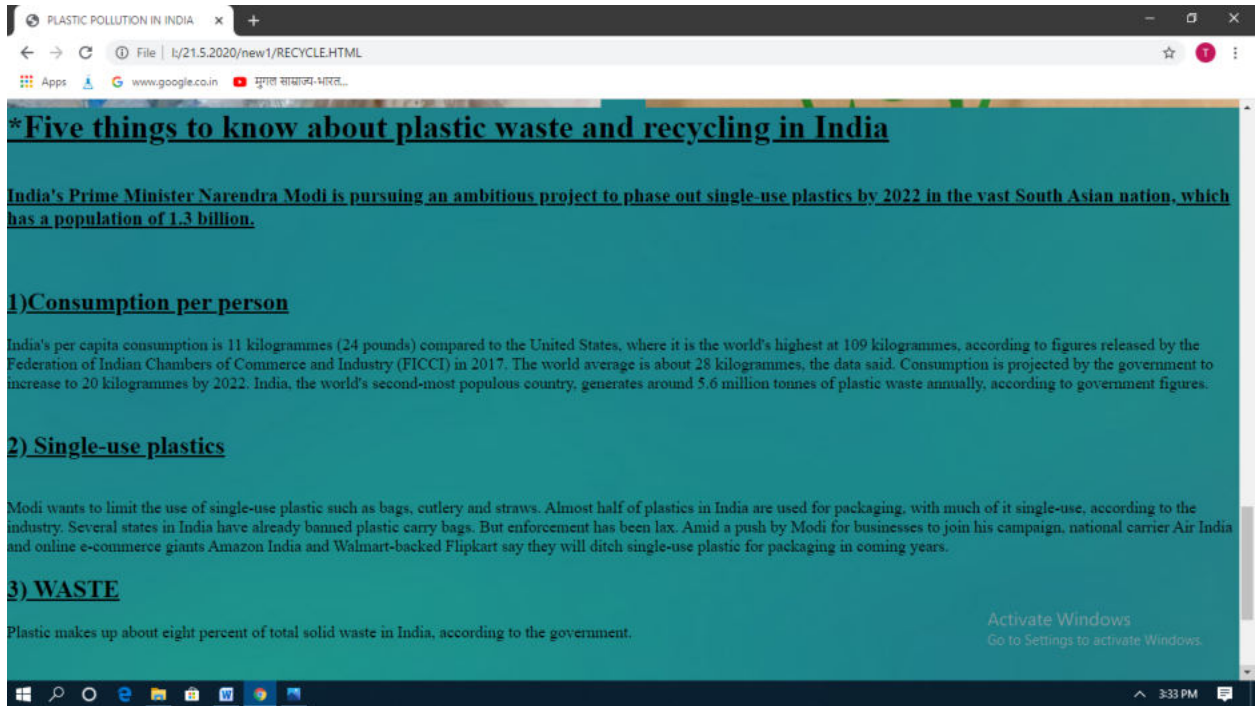 PLASTIC POLLUTION IN INDIA
File | I:/21.5.2020/new1/RECYCLE.HTML
T
Apps
www.google.co.in
मुगल साम्राज्य-भारत...
*Five things to know about plastic waste and recycling in India
India's Prime Minister Narendra Modi is pursuing an ambitious project to phase out single-use plastics by 2022 in the vast South Asian nation, which
has a population of 1.3 billion.
1)Consumption per person
India's per capita consumption is 11 kilogrammes (24 pounds) compared to the United States, where it is the world's highest at 109 kilogrammes, according to figures released by the
Federation of Indian Chambers of Commerce and Industry (FICCI) in 2017. The world average is about 28 kilogrammes, the data said. Consumption is projected by the government to
increase to 20 kilogrammes by 2022. India, the world's second-most populous country, generates around 5.6 million tonnes of plastic waste annually, according to government figures.
2) Single-use plastics
Modi wants to limit the use of single-use plastic such as bags, cutlery and straws. Almost half of plastics in India are used for packaging, with much of it single-use, according to the
industry. Several states in India have already banned plastic carry bags. But enforcement has been lax. Amid a push by Modi for businesses to join his campaign, national carrier Air India
and online e-commerce giants Amazon India and Walmart-backed Flipkart say they will ditch single-use plastic for packaging in coming years.
3) WASTE
Plastic makes up about eight percent of total solid waste in India, according to the government.
Activate Windows
Go to Settings to activate Windows.
3:33 PM